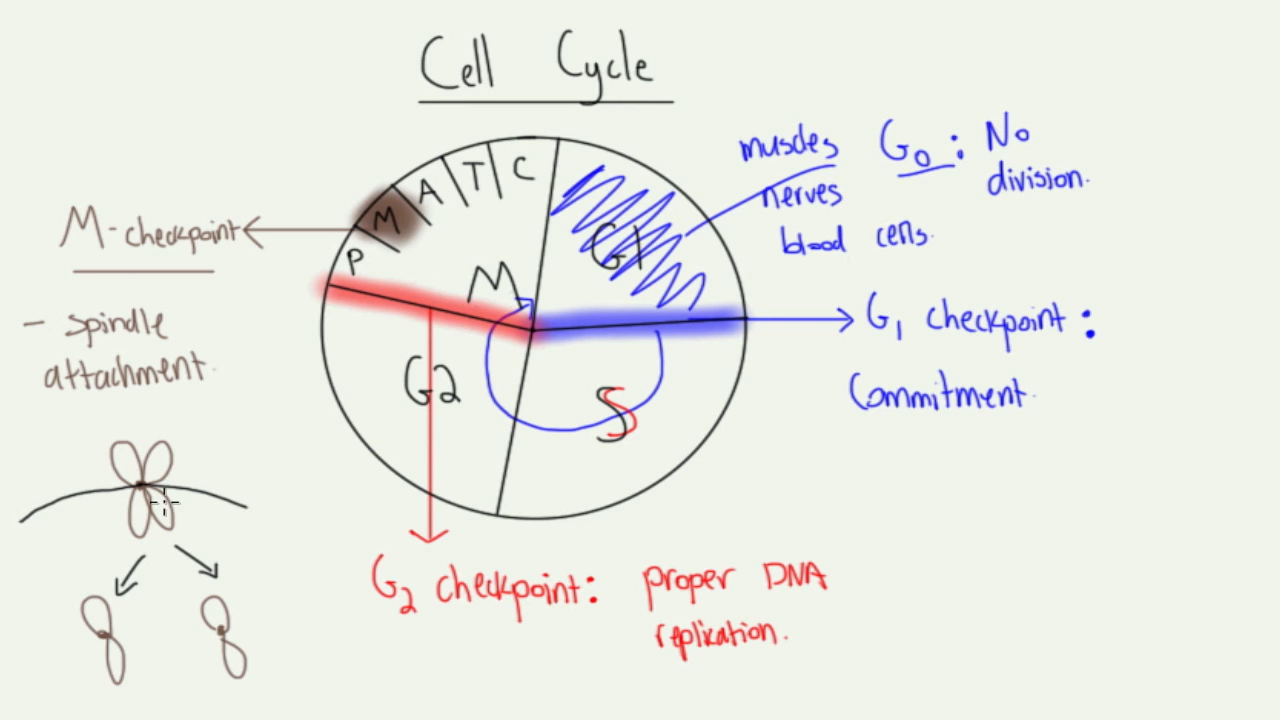 Cell Cycle
P M A T C
M
G1
G2
S
muscles
nerves
blood cells.
G0: No
division.
G1 checkpoint:
Commitment.
M-checkpoint
- spindle
attachment.
G2 checkpoint: proper DNA
replication.